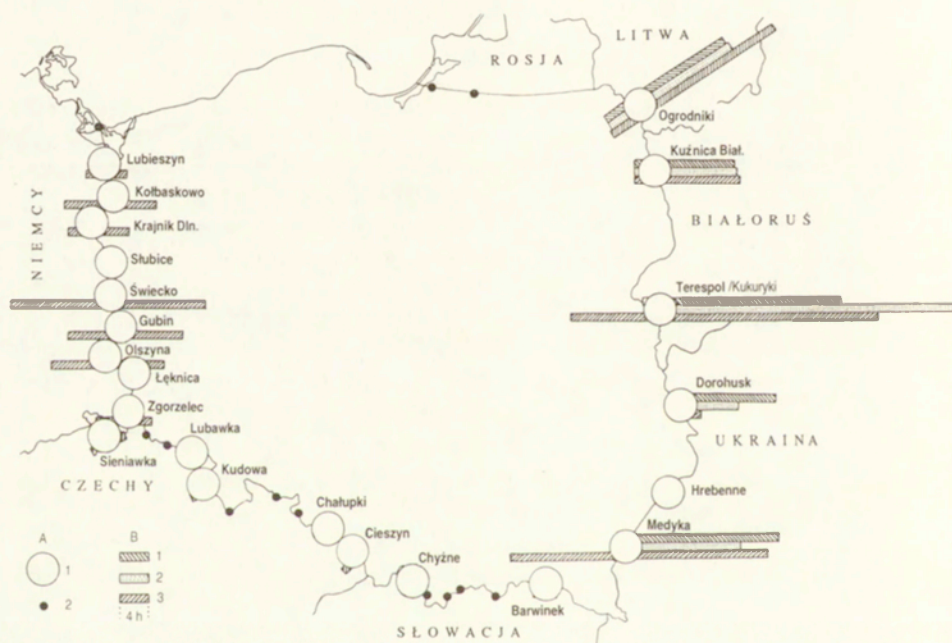 LITWA
ROSJA
Ogrodniki
Lubieszyn
Kuźnica Biał.
Kołbaskowo
NIEMCY
Krajnik Dln.
BIAŁORUŚ
Słubice
Świecko
Terespol /Kukuryki
Gubin
Olszyna
Łęknica
Dorohusk
Zgorzelec
Lubawka
UKRAINA
Sieniawka
Kudowa
CZECHY
Hrebenne
Chałupki
Cieszyn
Medyka
A B
1 1
2
2 3
4 h
Chyżne
Barwinek
SŁOWACJA